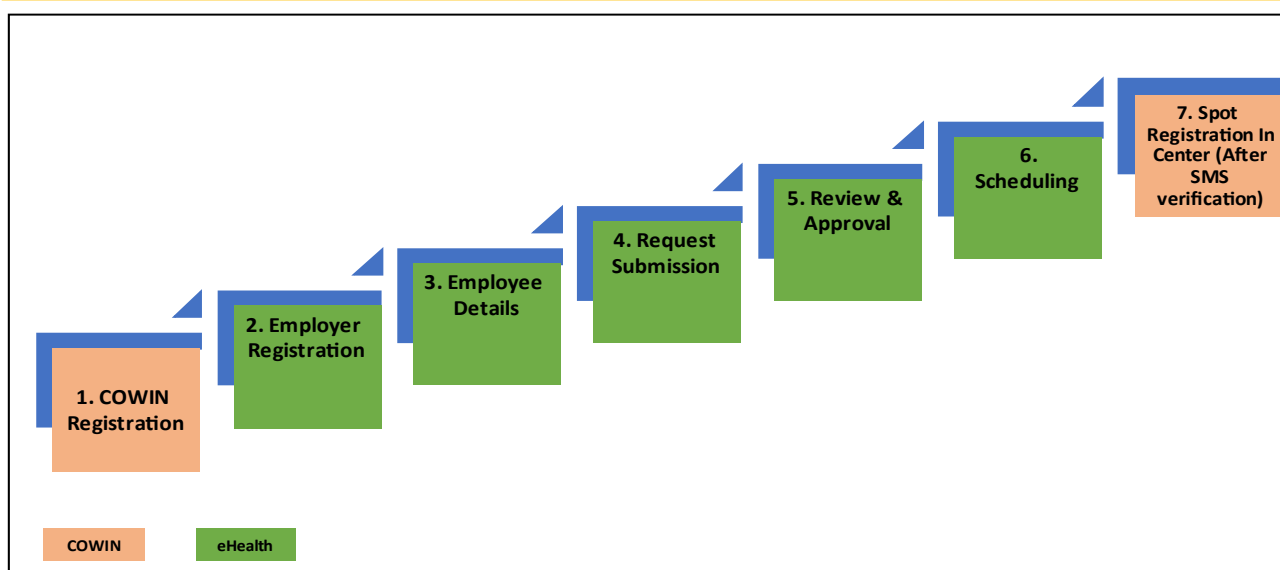 1. COWIN
Registration
2. Employer
Registration
3. Employee
Details
4. Request
Submission
5. Review &
Approval
6.
Scheduling
7. Spot
Registration In
Center (After
SMS
verification)
COWIN
eHealth